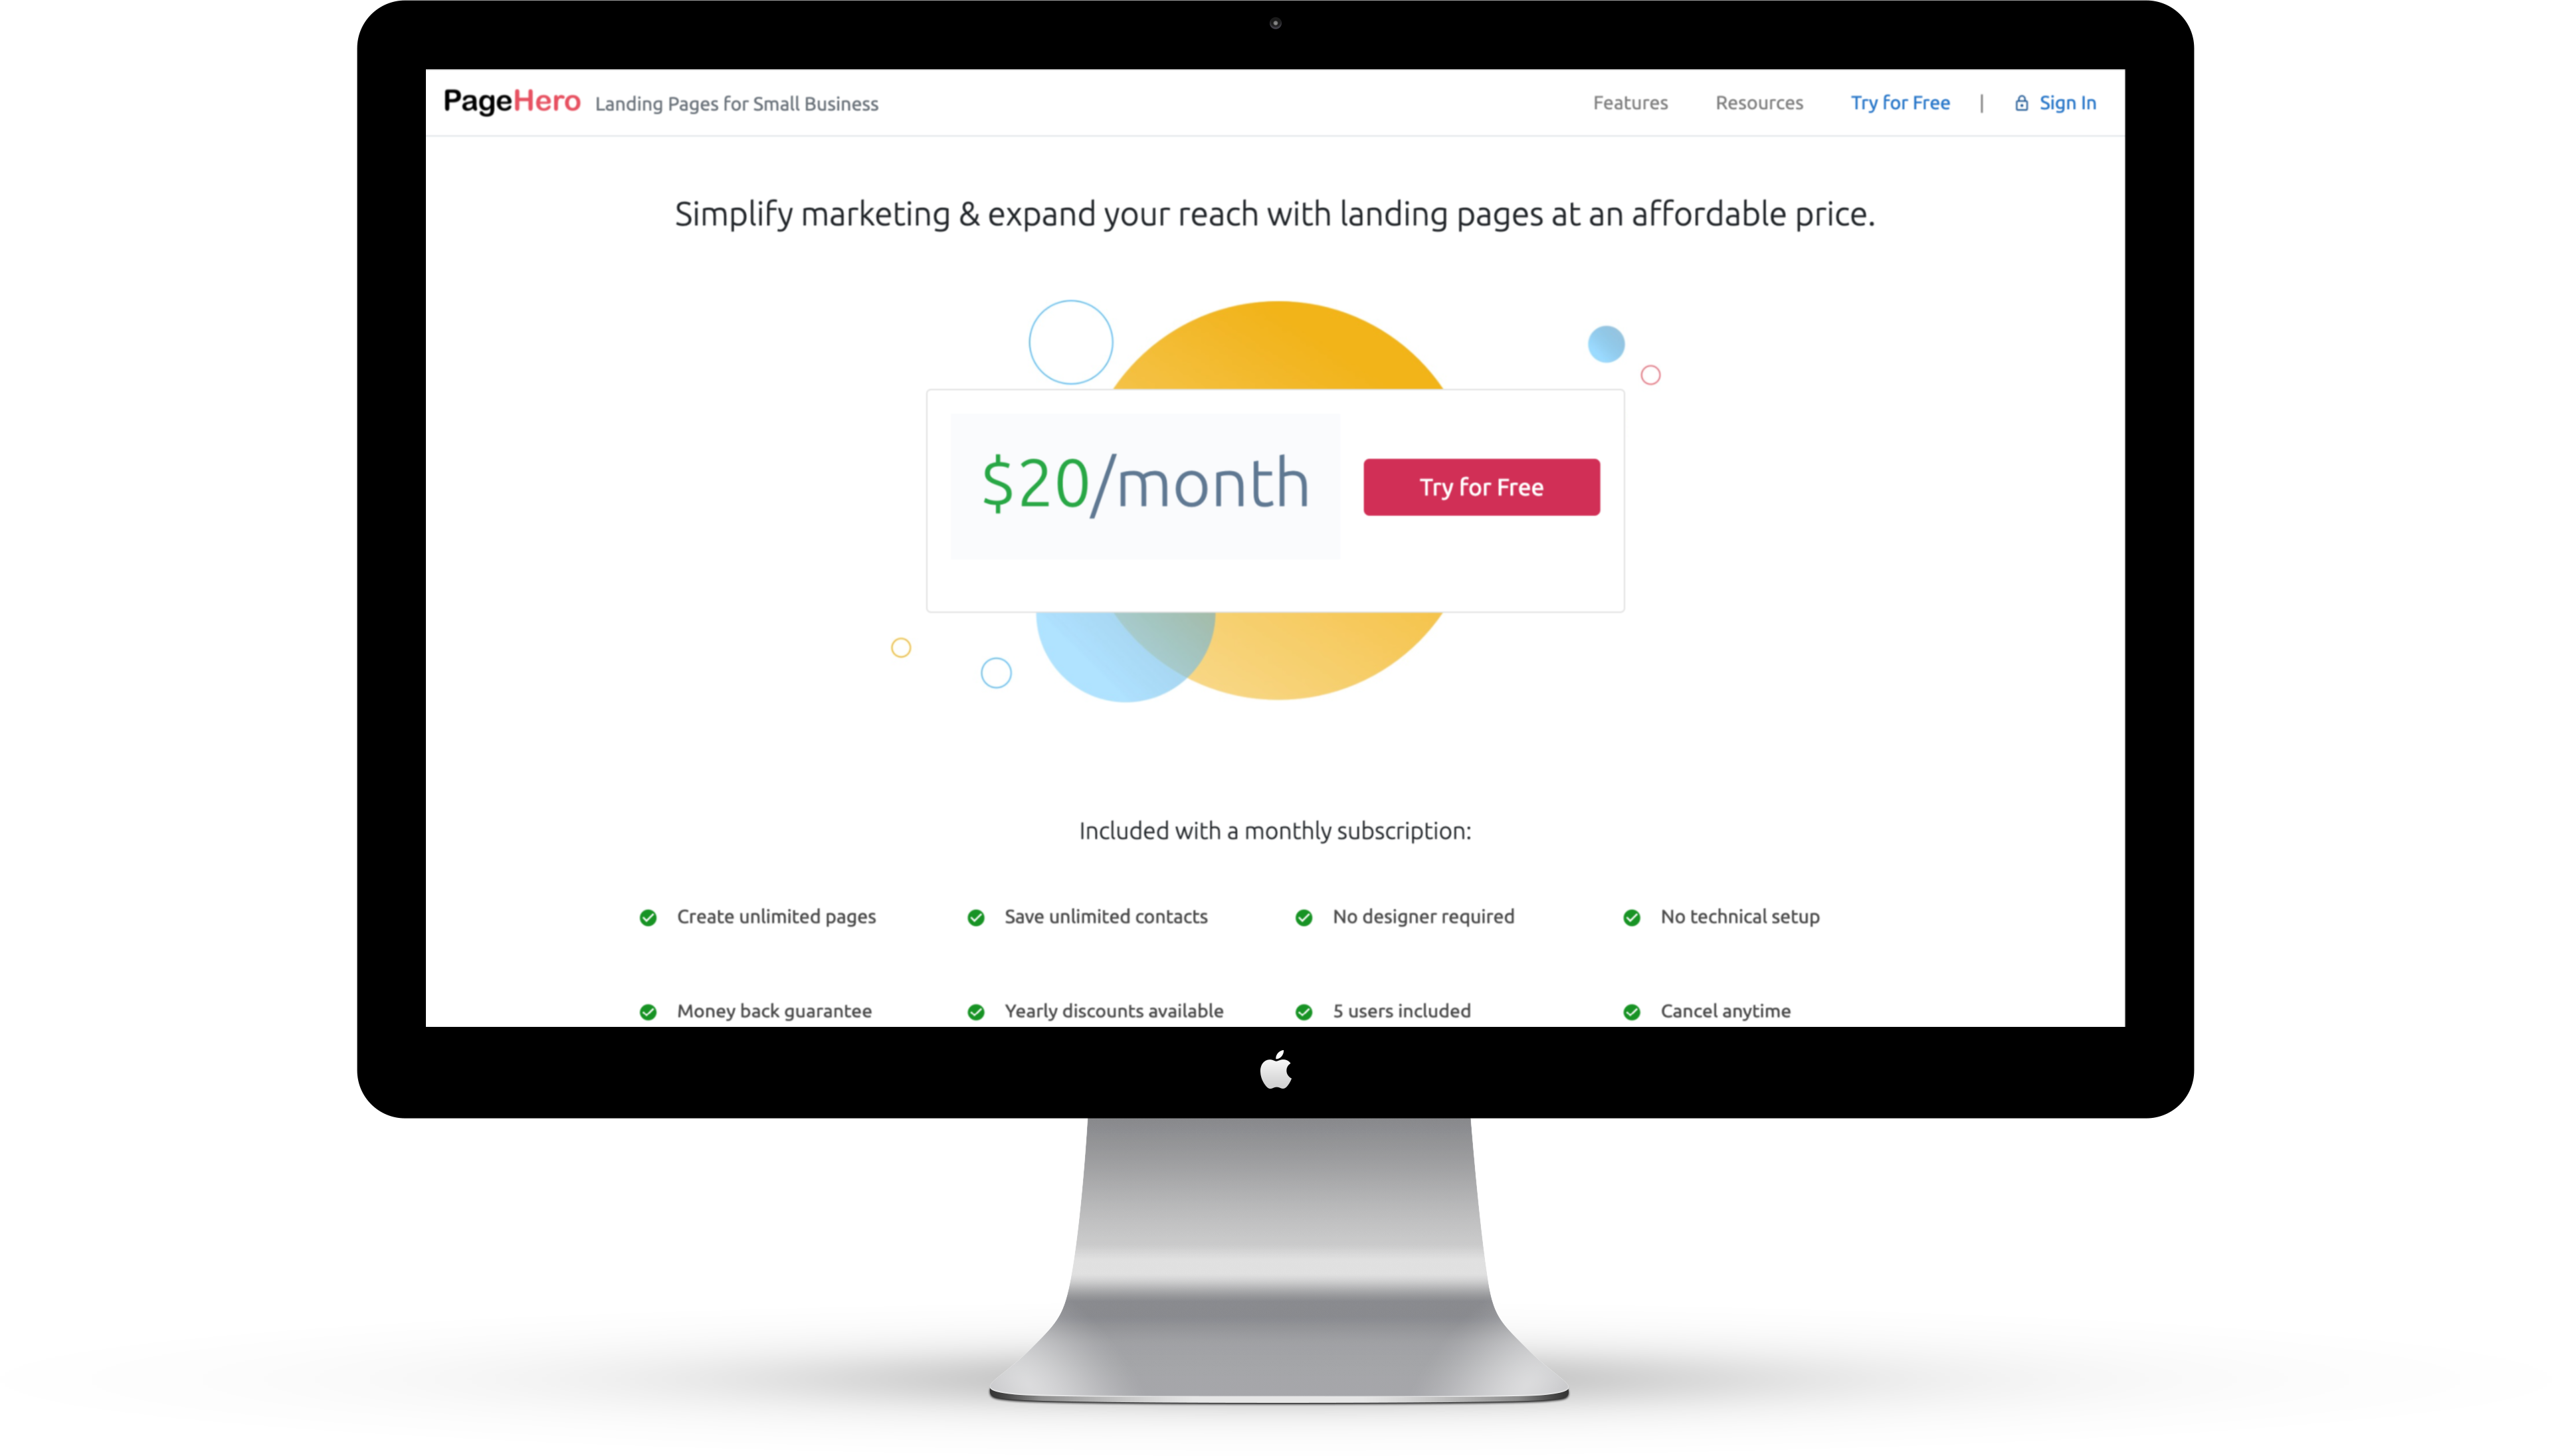 PageHero Landing Pages for Small Business Features Resources Try for Free | Sign In
Simplify marketing & expand your reach with landing pages at an affordable price.
$20/month Try for Free
Included with a monthly subscription:
Create unlimited pages Save unlimited contacts No designer required No technical setup
Money back guarantee Yearly discounts available 5 users included Cancel anytime